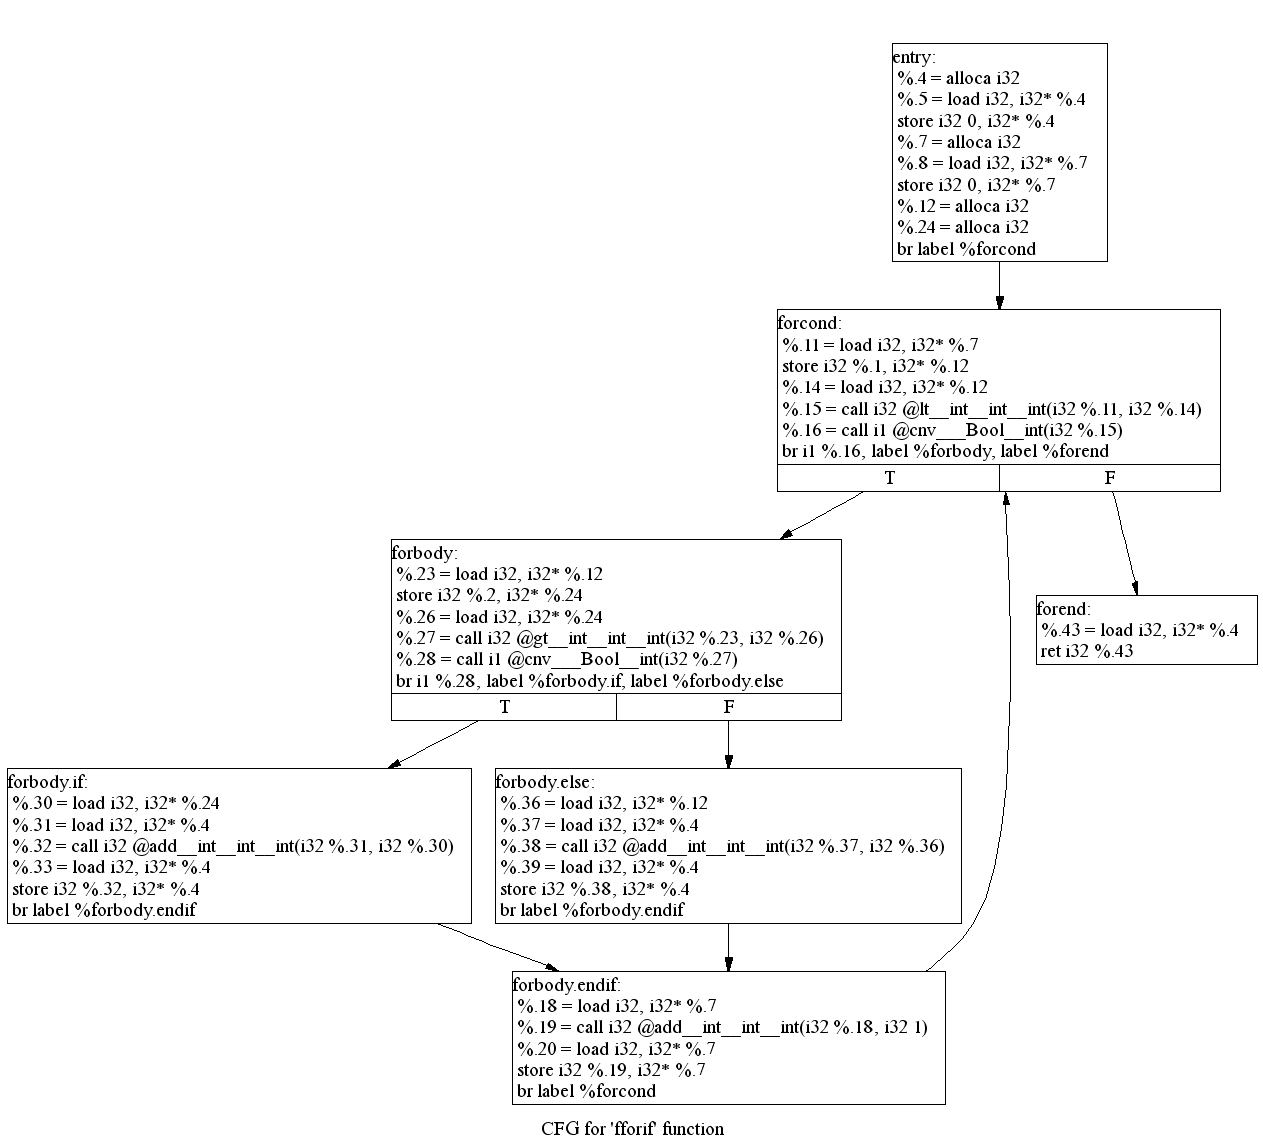 entry:
%.4 = alloca i32
%.5 = load i32, i32* %.4
store i32 0, i32* %.4
%.7 = alloca i32
%.8 = load i32, i32* %.7
store i32 0, i32* %.7
%.12 = alloca i32
%.24 = alloca i32
br label %forcond
forcond:
%.11 = load i32, i32* %.7
store i32 %.1, i32* %.12
%.14 = load i32, i32* %.12
%.15 = call i32 @lt__int__int__int(i32 %.11, i32 %.14)
%.16 = call i1 @cnv___Bool__int(i32 %.15)
br i1 %.16, label %forbody, label %forend
T F
forbody:
%.23 = load i32, i32* %.12
store i32 %.2, i32* %.24
%.26 = load i32, i32* %.24
%.27 = call i32 @gt__int__int__int(i32 %.23, i32 %.26)
%.28 = call i1 @cnv___Bool__int(i32 %.27)
br i1 %.28, label %forbody.if, label %forbody.else
T F
forend:
%.43 = load i32, i32* %.4
ret i32 %.43
forbody.if:
%.30 = load i32, i32* %.24
%.31 = load i32, i32* %.4
%.32 = call i32 @add__int__int__int(i32 %.31, i32 %.30)
%.33 = load i32, i32* %.4
store i32 %.32, i32* %.4
br label %forbody.endif
forbody.else:
%.36 = load i32, i32* %.12
%.37 = load i32, i32* %.4
%.38 = call i32 @add__int__int__int(i32 %.37, i32 %.36)
%.39 = load i32, i32* %.4
store i32 %.38, i32* %.4
br label %forbody.endif
forbody.endif:
%.18 = load i32, i32* %.7
%.19 = call i32 @add__int__int__int(i32 %.18, i32 1)
%.20 = load i32, i32* %.7
store i32 %.19, i32* %.7
br label %forcond
CFG for 'fforif' function